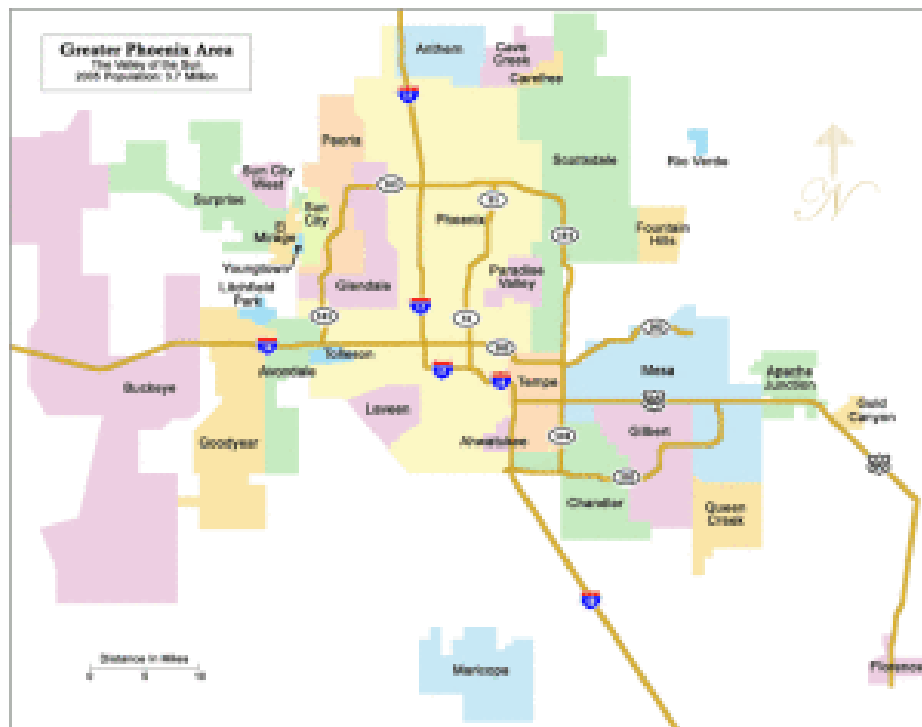 Greater Phoenix Area
The Valley of the Sun
2005 Population: 3.7 Million
Anthem
Cave
Creek
Carefree
Peoria
Scottsdale
Rio Verde
Sun City
West
Surprise
Sun
City
N
Phoenix
El
Mirage
Fountain
Hills
Youngtown
Paradise
Valley
Glendale
Litchfield
Park
Tolleson
Avondale
Buckeye
Tempe
Mesa
Apache
Junction
Laveen
Gold
Canyon
Goodyear
Ahwatukee
Gilbert
Chandler
Queen
Creek
Distance in Miles
0 5 10
Maricopa
Florence